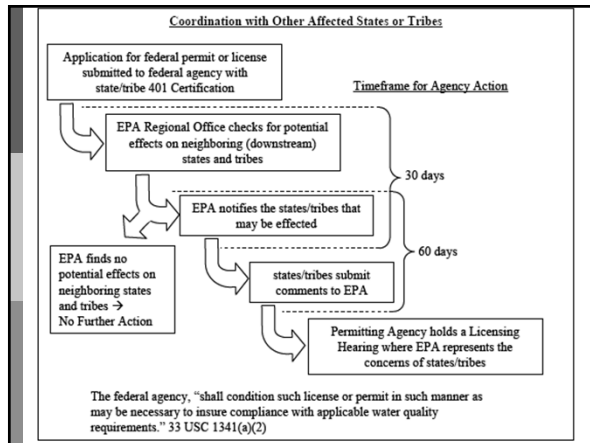 Coordination with Other Affected States or Tribes
Application for federal permit or license
submitted to federal agency with
state/tribe 401 Certification
Timeframe for Agency Action
EPA Regional Office checks for potential
effects on neighboring (downstream)
states and tribes
30 days
EPA notifies the states/tribes that
may be effected
60 days
EPA finds no
potential effects on
neighboring states
and tribes →
No Further Action
states/tribes submit
comments to EPA
Permitting Agency holds a Licensing
Hearing where EPA represents the
concerns of states/tribes
The federal agency, “shall condition such license or permit in such manner as
may be necessary to insure compliance with applicable water quality
requirements.” 33 USC 1341(a)(2)